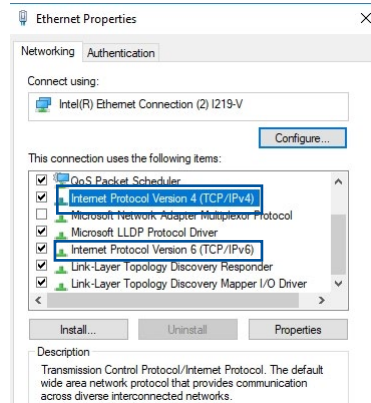 Ethernet Properties
Networking
Authentication
Connect using:
Intel(R) Ethernet Connection (2) I219-V
Configure...
This connection uses the following items:
QoS Packet Scheduler
Internet Protocol Version 4 (TCP/IPv4)
Microsoft Network Adapter Multiplexor Protocol
Microsoft LLDP Protocol Driver
Internet Protocol Version 6 (TCP/IPv6)
Link-Layer Topology Discovery Responder
Link-Layer Topology Discovery Mapper I/O Driver
Install...
Uninstall
Properties
Description
Transmission Control Protocol/Internet Protocol. The default
wide area network protocol that provides communication
across diverse interconnected networks.